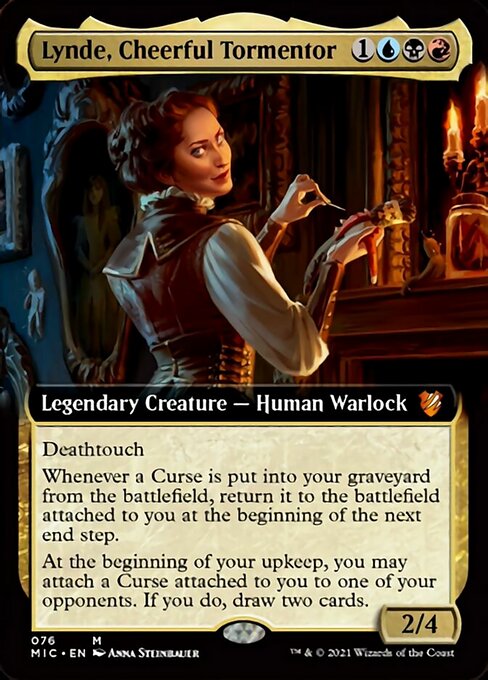 Lynde, Cheerful Tormentor 1
Legendary Creature — Human Warlock
Deathtouch
Whenever a Curse is put into your graveyard
from the battlefield, return it to the battlefield
attached to you at the beginning of the next
end step.
At the beginning of your upkeep, you may
attach a Curse attached to you to one of your
opponents. If you do, draw two cards.
2/4
076 M
MIC • EN Anna Steinbauer
™ & © 2021 Wizards of the Coast